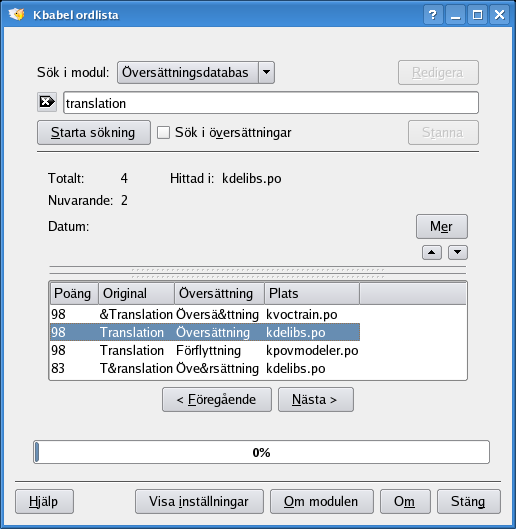 Kbabel ordlista
Sök i modul: Översättningsdatabas Redigera
translation
Starta sökning Sök i översättningar Stanna
Totalt: 4 Hittad i: kdelibs.po
Nuvarande: 2
Datum: Mer
Poäng Original Översättning Plats
98 &Translation Översä&ttning kvoctrain.po
98 Translation Översättning kdelibs.po
98 Translation Förflyttning kpovmodeler.po
83 T&ranslation Öve&rsättning kdelibs.po
< Föregående Nästa >
0%
Hjälp Visa inställningar Om modulen Om Stäng